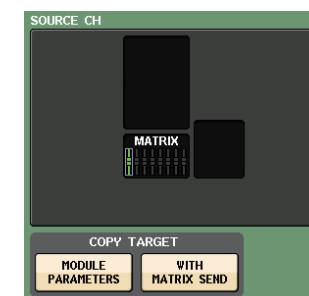 SOURCE CH
MATRIX
COPY TARGET
MODULE PARAMETERS
WITH MATRIX SEND